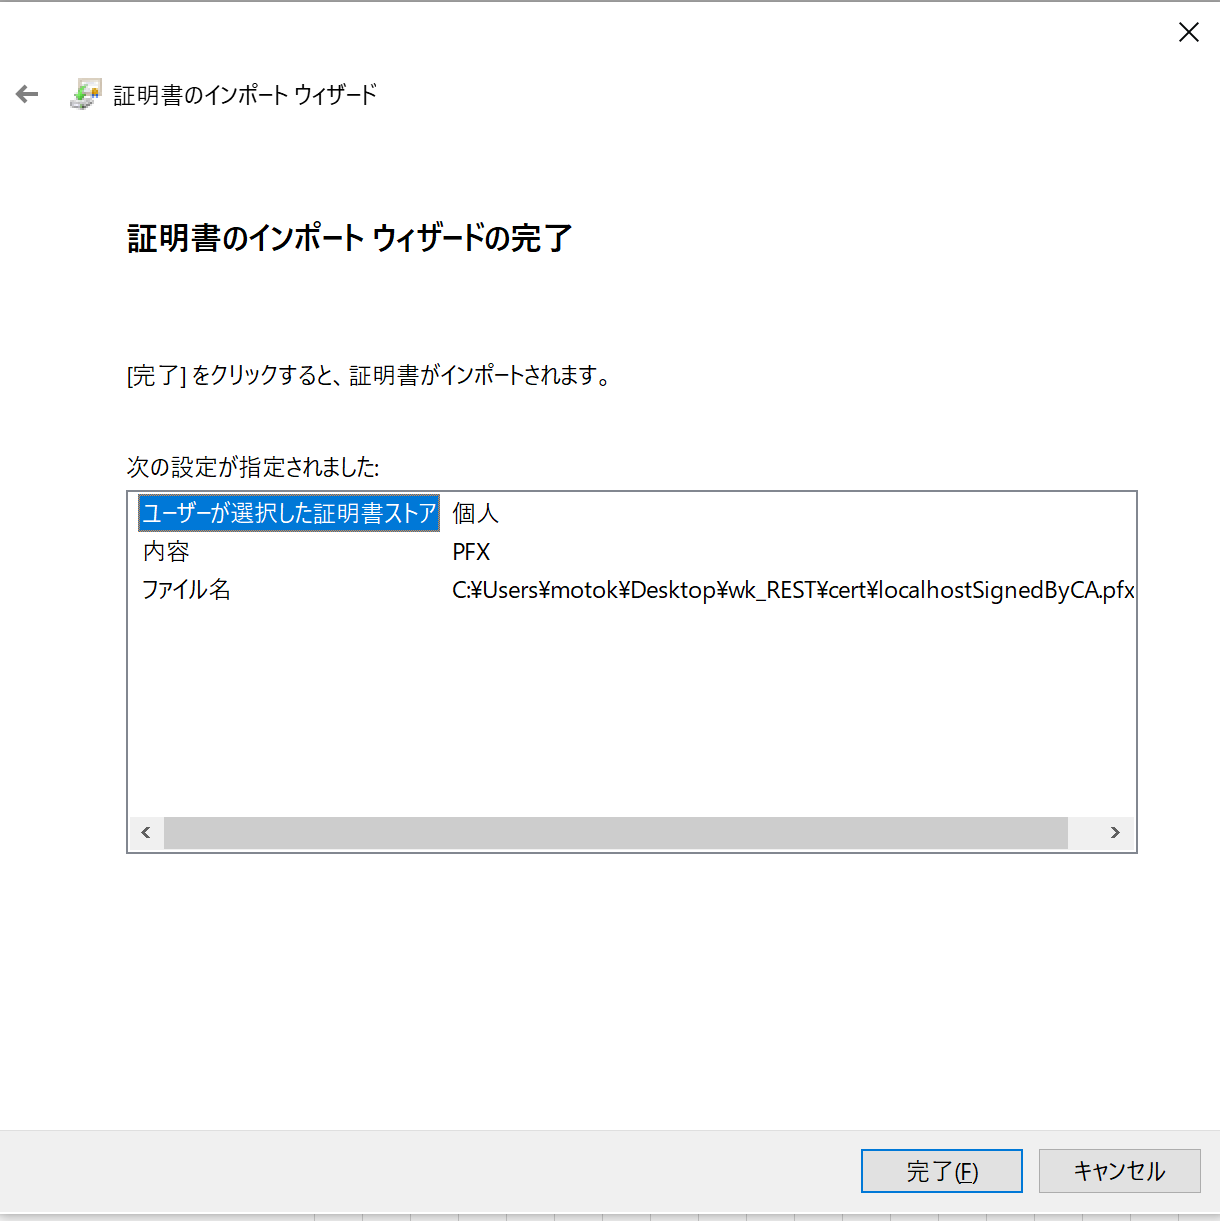 証明書のインポート ウィザード
証明書のインポート ウィザードの完了
[完了] をクリックすると、証明書がインポートされます。
次の設定が指定されました:
ユーザーが選択した証明書ストア 個人
内容 PFX
ファイル名 C:¥Users¥motok¥Desktop¥wk_REST¥cert¥localhostSignedByCA.pfx
完了(F) キャンセル